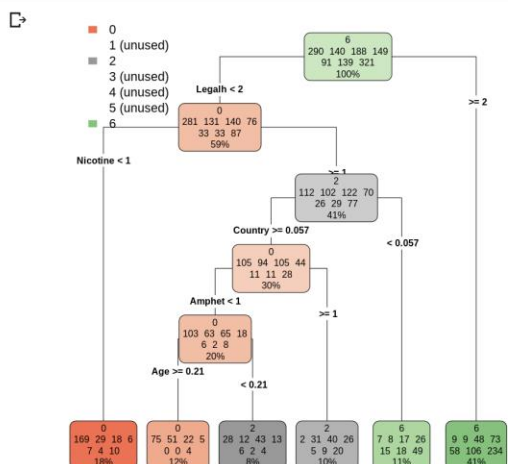 0
1 (unused)
2
3 (unused)
4 (unused)
5 (unused)
6
6
290 140 188 149
91 139 321
100%
Legalh < 2
>= 2
0
281 131 140 76
33 33 87
59%
Nicotine < 1
>= 1
2
112 102 122 70
26 29 77
41%
Country >= 0.057
< 0.057
0
105 94 105 44
11 11 28
30%
Amphet < 1
>= 1
0
103 63 65 18
6 2 8
20%
Age >= 0.21
< 0.21
0
169 29 18 6
7 4 10
18%
0
75 51 22 5
0 0 4
12%
2
28 12 43 13
6 2 4
8%
2
2 31 40 26
5 9 20
10%
6
7 8 17 26
15 18 49
11%
6
9 9 48 73
58 106 234
41%